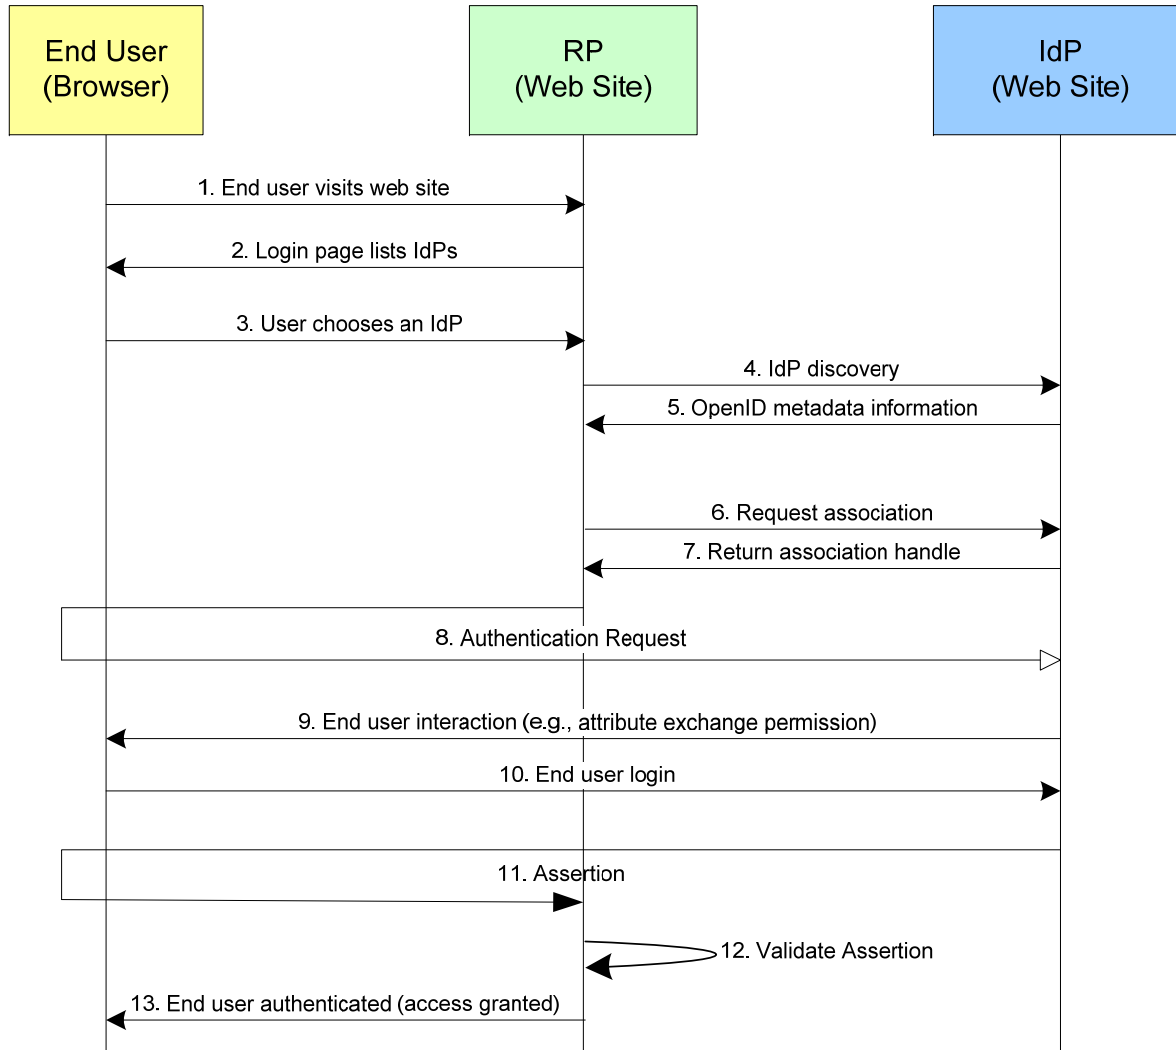 End User
(Browser)
RP
(Web Site)
IdP
(Web Site)
1. End user visits web site
2. Login page lists IdPs
3. User chooses an IdP
4. IdP discovery
5. OpenID metadata information
6. Request association
7. Return association handle
8. Authentication Request
9. End user interaction (e.g., attribute exchange permission)
10. End user login
11. Assertion
12. Validate Assertion
13. End user authenticated (access granted)